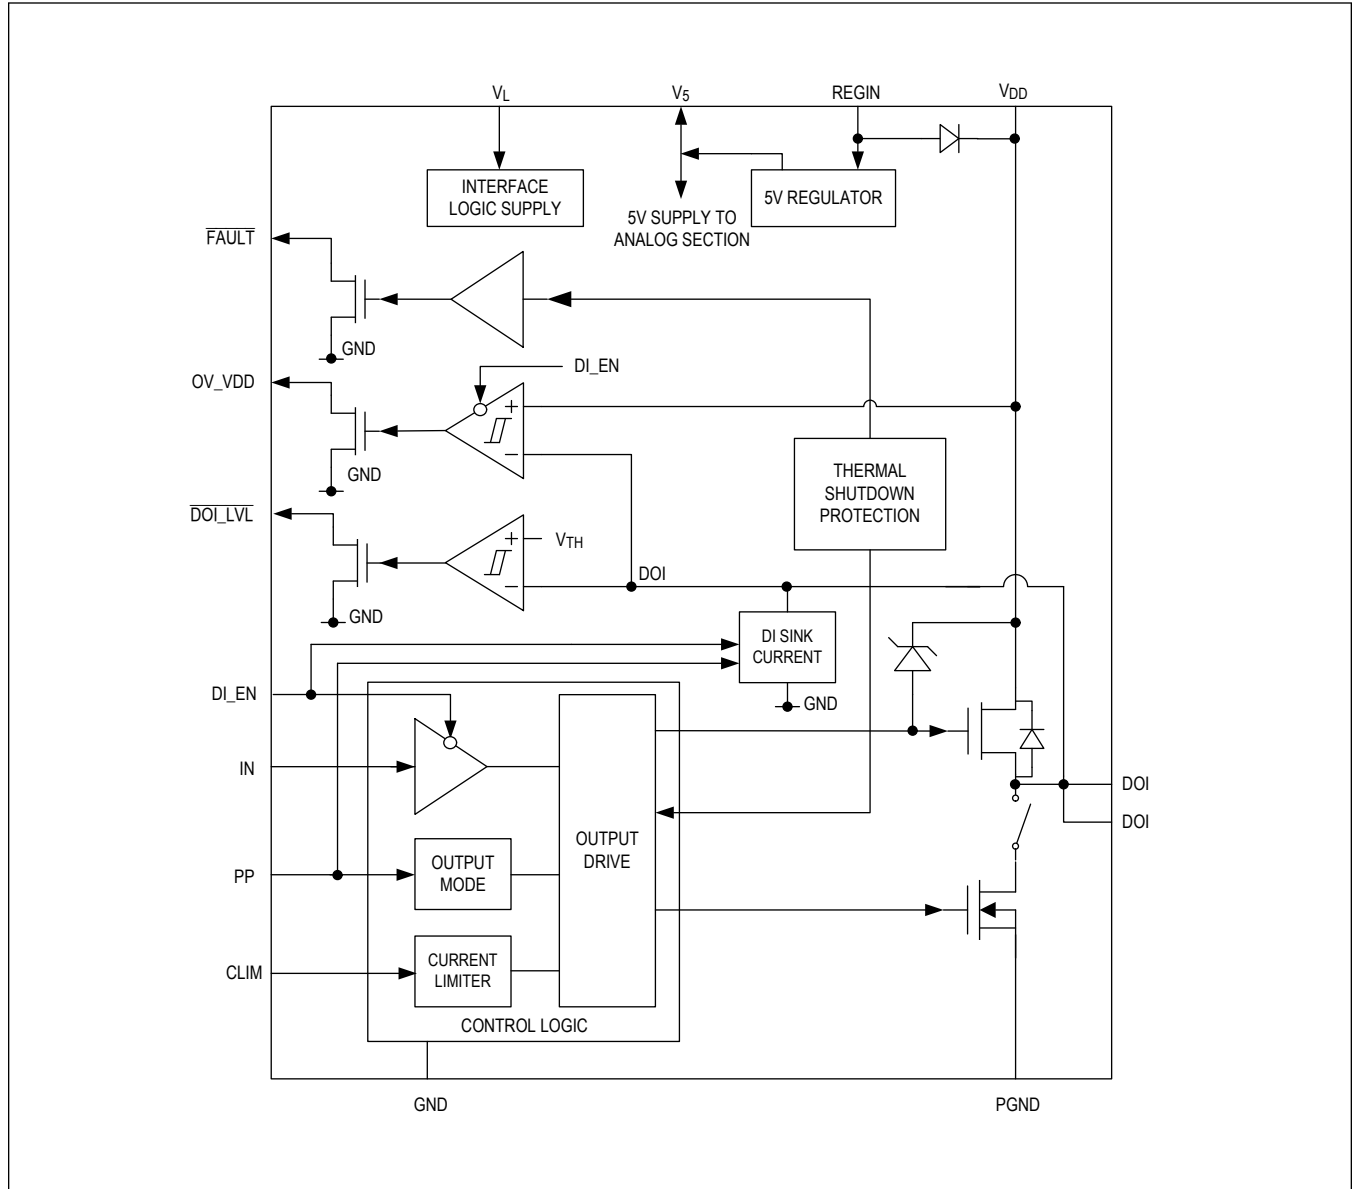 VL
V5
REGIN
VDD
INTERFACE
LOGIC SUPPLY
5V SUPPLY TO
ANALOG SECTION
5V REGULATOR
FAULT
GND
OV_VDD
DI_EN
+
−
GND
THERMAL
SHUTDOWN
PROTECTION
DOI_LVL
+
VTH
−
DOI
GND
DI SINK
CURRENT
GND
DI_EN
IN
PP
CLIM
OUTPUT
MODE
CURRENT
LIMITER
OUTPUT
DRIVE
CONTROL LOGIC
DOI
DOI
GND
PGND